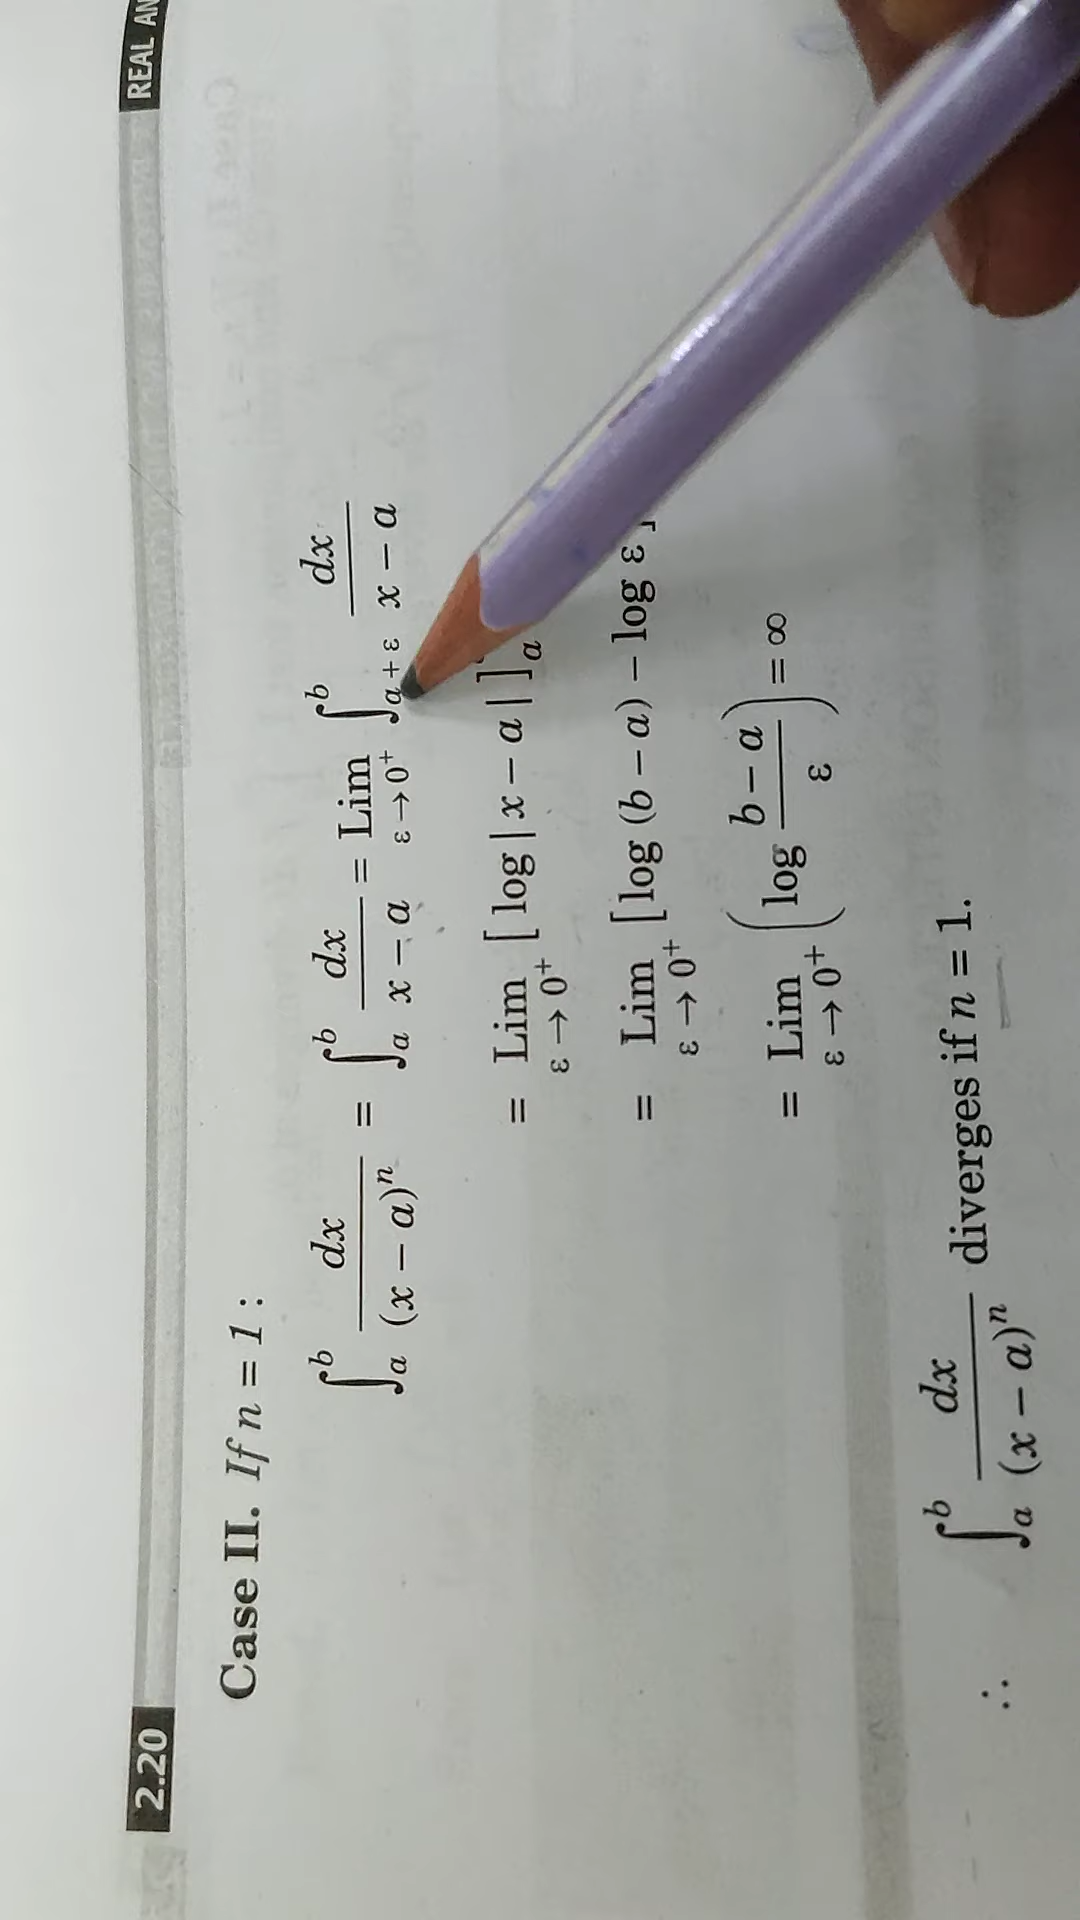 2.20 REAL AN
Case II. If n = 1 :
∫_a^b dx/(x – a)^n = ∫_a^b dx/(x – a) = Lim_{ε → 0⁺} ∫_{a + ε}^b dx/(x – a)
= Lim_{ε → 0⁺} [ log | x – a | ]_a
= Lim_{ε → 0⁺} [log (b – a) – log ε]
= Lim_{ε → 0⁺} (log (b – a)/ε) = ∞
∴ ∫_a^b dx/(x – a)^n diverges if n = 1.